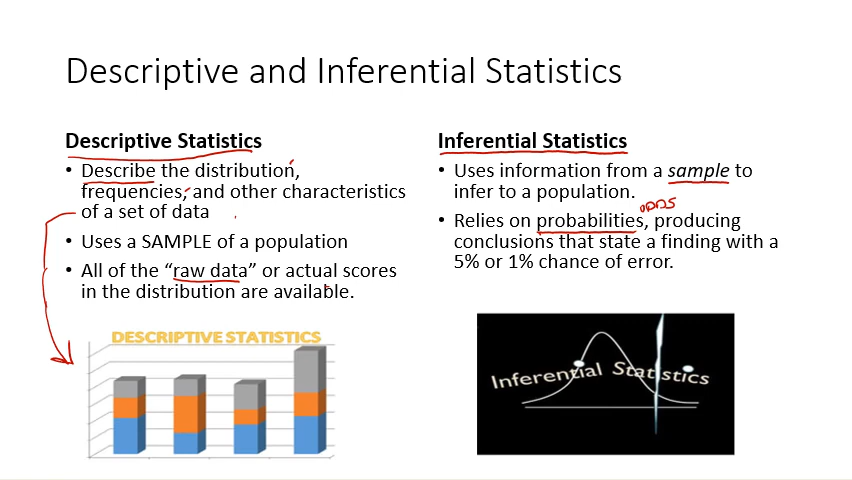 Descriptive and Inferential Statistics
Descriptive Statistics
• Describe the distribution,
frequencies, and other characteristics
of a set of data
• Uses a SAMPLE of a population
• All of the “raw data” or actual scores
in the distribution are available.
DESCRIPTIVE STATISTICS
Inferential Statistics
• Uses information from a sample to
infer to a population.
odds
• Relies on probabilities, producing
conclusions that state a finding with a
5% or 1% chance of error.
Inferential Statistics